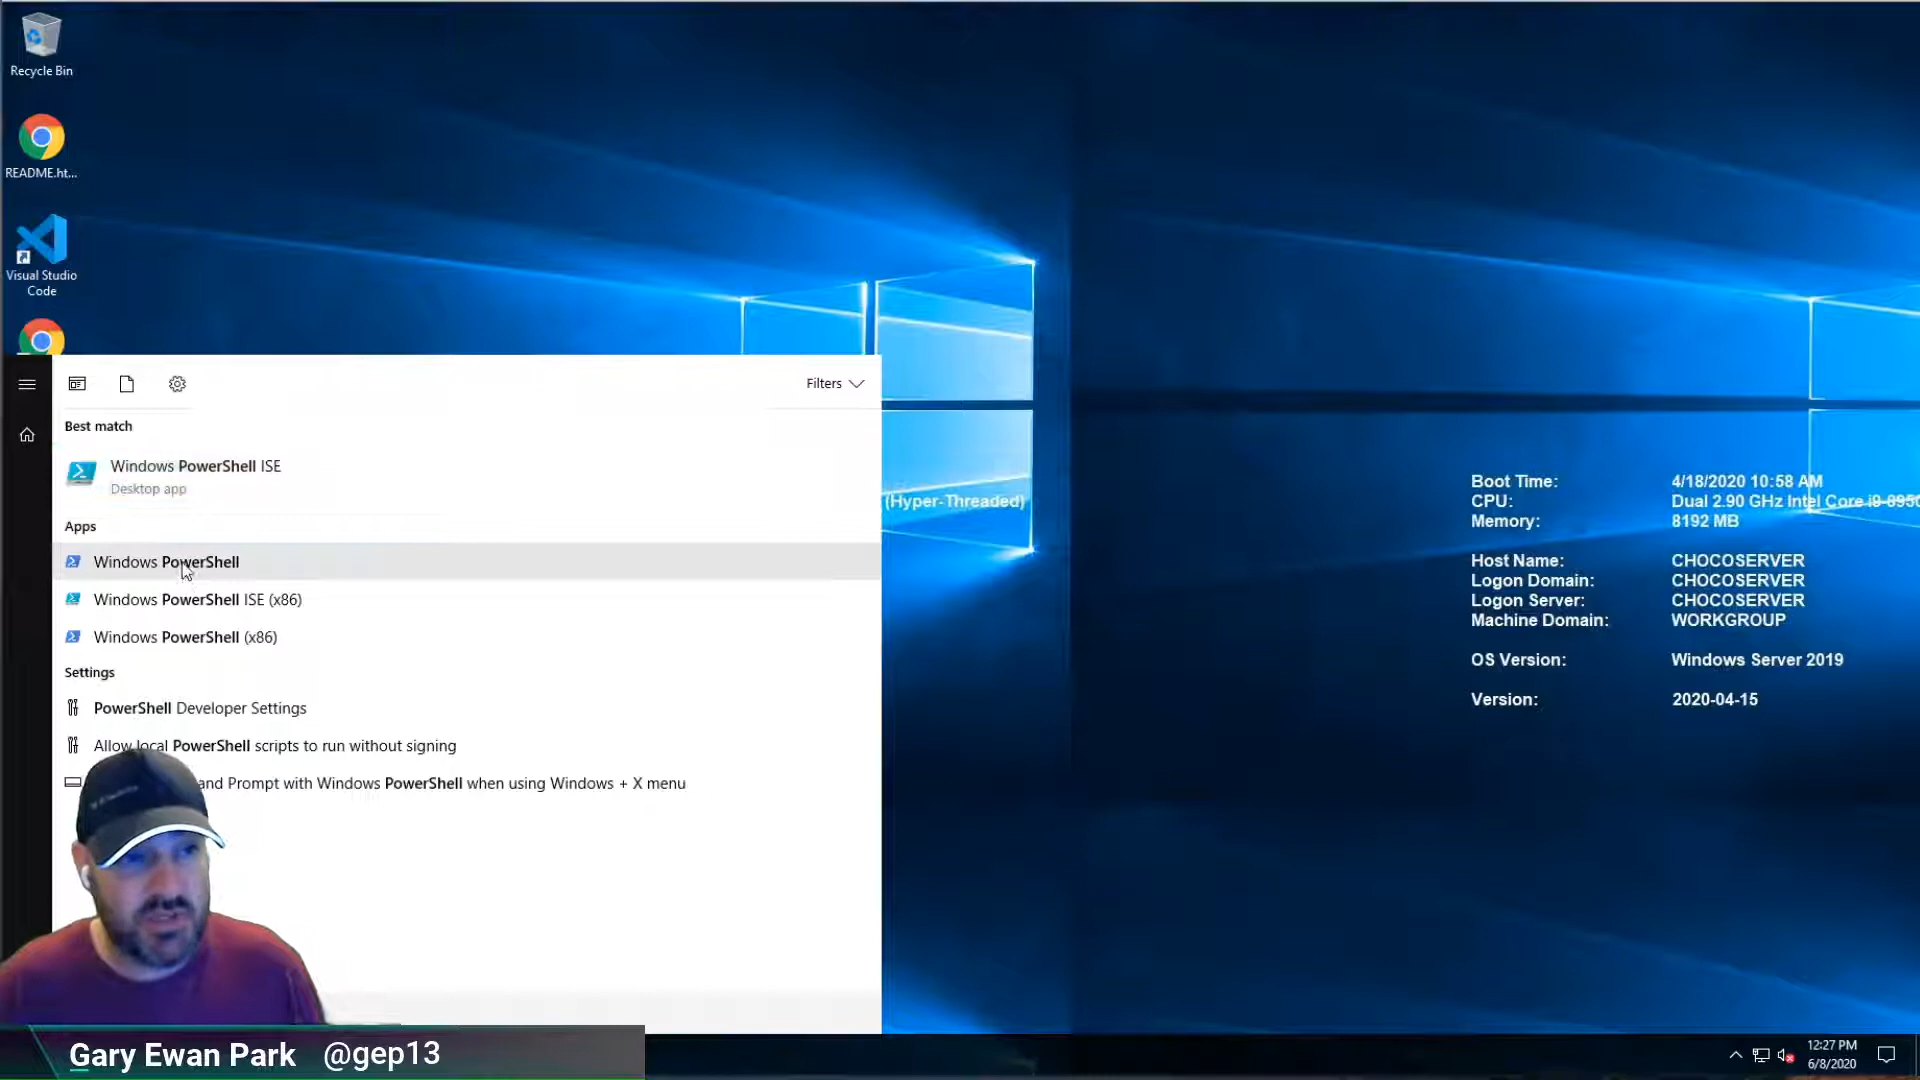 Recycle Bin
README.ht...
Visual Studio
Code
Filters
Best match
Windows PowerShell ISE
Desktop app
Apps
Windows PowerShell
Windows PowerShell ISE (x86)
Windows PowerShell (x86)
Settings
PowerShell Developer Settings
Allow local PowerShell scripts to run without signing
and Prompt with Windows PowerShell when using Windows + X menu
(Hyper-Threaded)
Boot Time: 4/18/2020 10:58 AM
CPU: Dual 2.90 GHz Intel Core i9-8950
Memory: 8192 MB
Host Name: CHOCOSERVER
Logon Domain: CHOCOSERVER
Logon Server: CHOCOSERVER
Machine Domain: WORKGROUP
OS Version: Windows Server 2019
Version: 2020-04-15
Gary Ewan Park @gep13
12:27 PM
6/8/2020